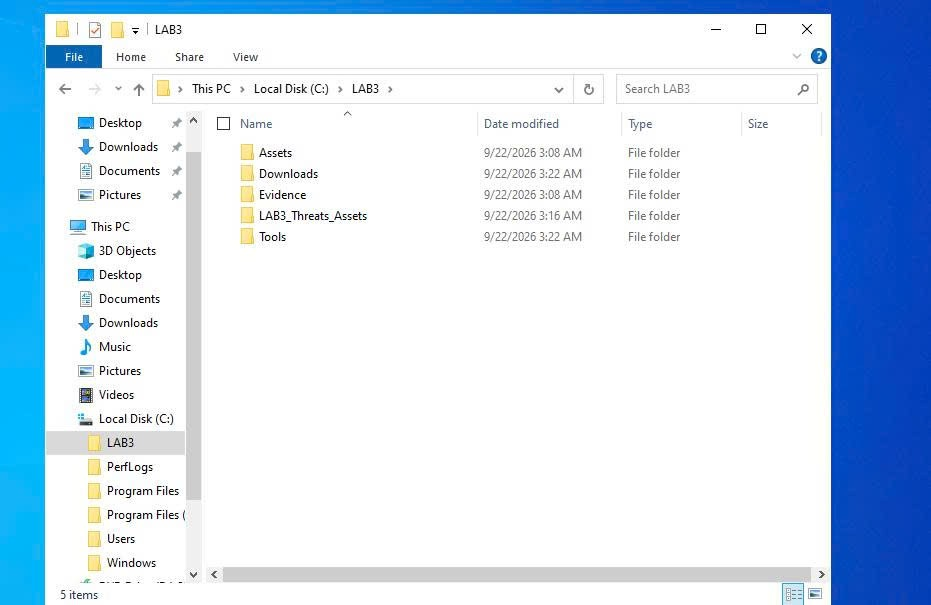 LAB3
File Home Share View
This PC Local Disk (C:) LAB3 Search LAB3
Name Date modified Type Size
Assets 9/22/2026 3:08 AM File folder
Downloads 9/22/2026 3:22 AM File folder
Evidence 9/22/2026 3:08 AM File folder
LAB3_Threats_Assets 9/22/2026 3:16 AM File folder
Tools 9/22/2026 3:22 AM File folder
Desktop
Downloads
Documents
Pictures
This PC
3D Objects
Desktop
Documents
Downloads
Music
Pictures
Videos
Local Disk (C:)
LAB3
PerfLogs
Program Files
Program Files (
Users
Windows
5 items